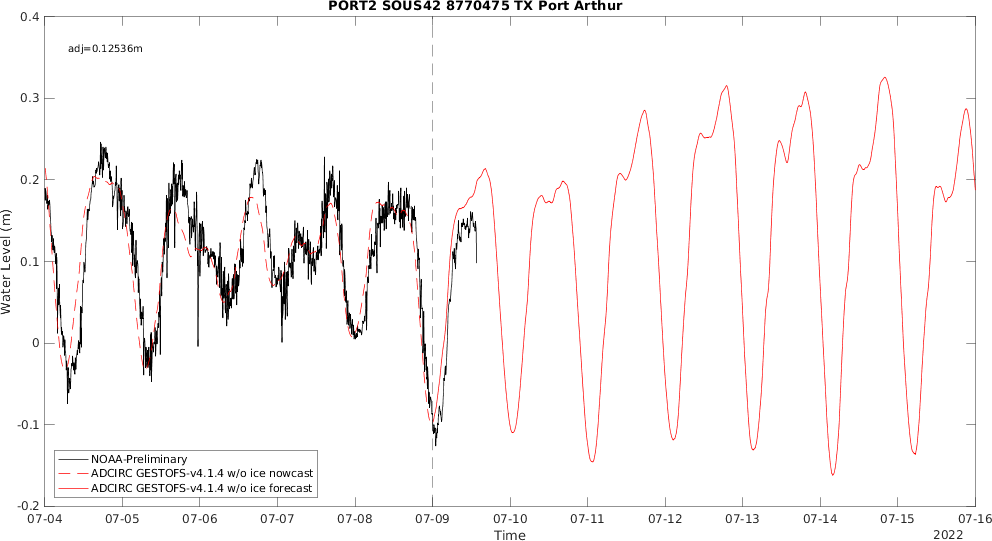 PORT2 SOUS42 8770475 TX Port Arthur
adj=0.12536m
Water Level (m)
0.4
0.3
0.2
0.1
0
-0.1
-0.2
NOAA-Preliminary
ADCIRC GESTOFS-v4.1.4 w/o ice nowcast
ADCIRC GESTOFS-v4.1.4 w/o ice forecast
07-04 07-05 07-06 07-07 07-08 07-09 07-10 07-11 07-12 07-13 07-14 07-15 07-16
Time
2022